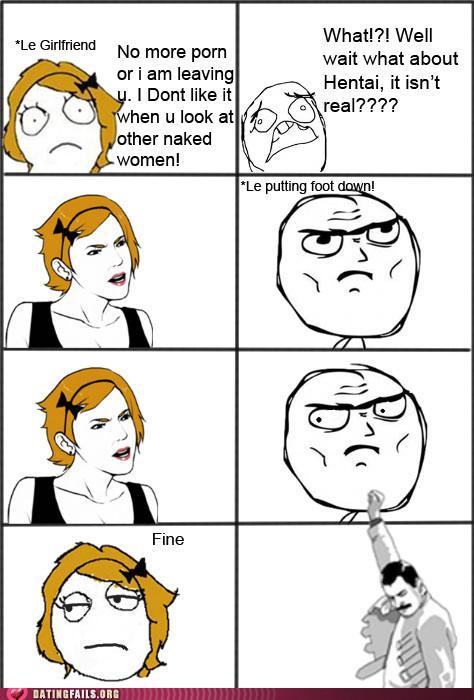 *Le Girlfriend
No more porn
or i am leaving
u. I Dont like it
when u look at
other naked
women!
What!?! Well
wait what about
Hentai, it isn't
real????
*Le putting foot down!
Fine
DATINGFAILS.ORG